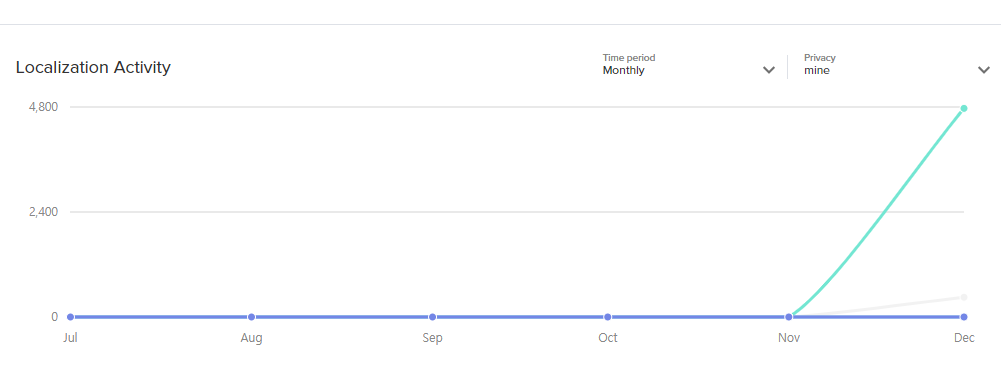 Localization Activity
Time period
Monthly
Privacy
mine
4,800
2,400
0
Jul Aug Sep Oct Nov Dec